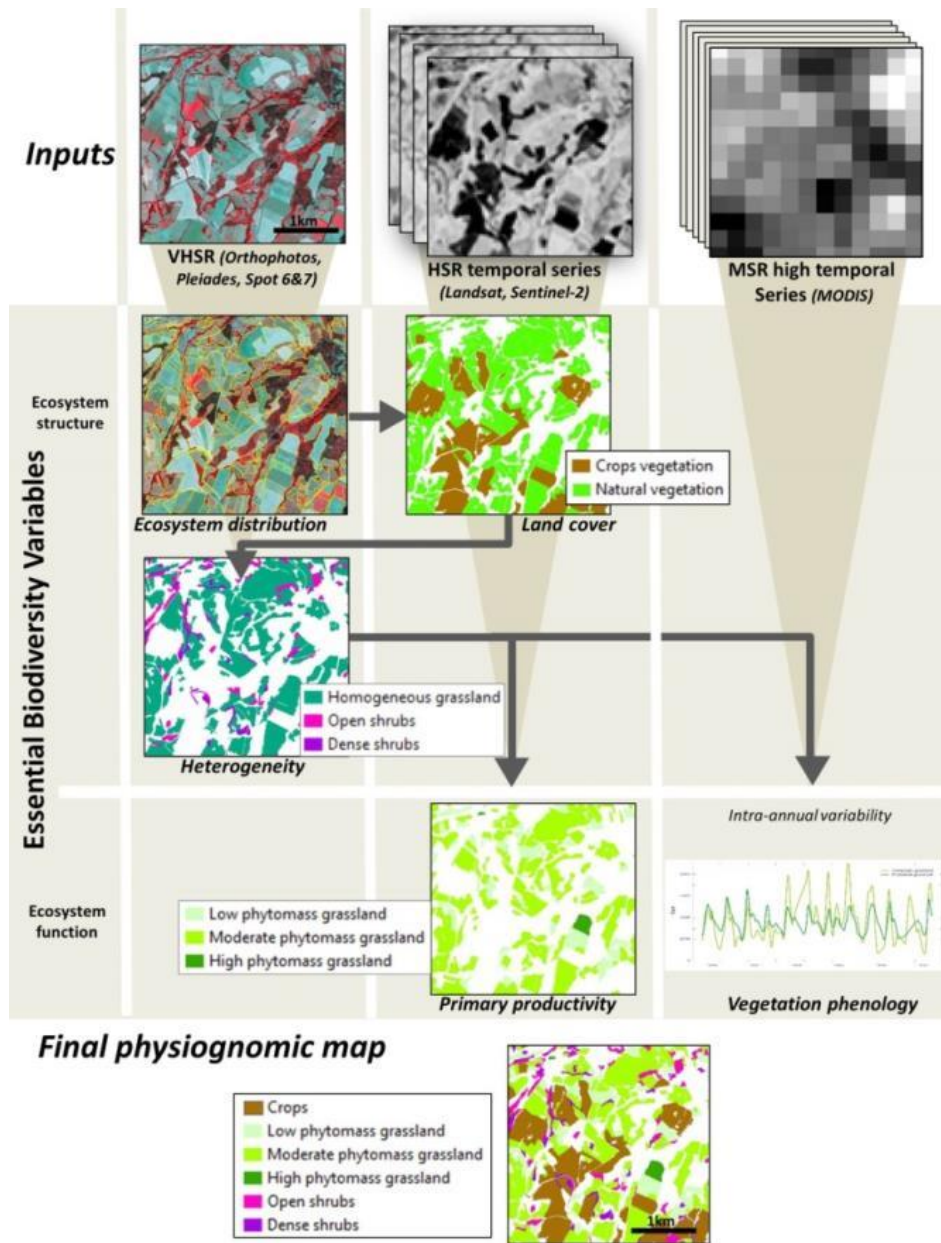 Inputs
1km
VHSR (Orthophotos,
Pleiades, Spot 6&7)
HSR temporal series
(Landsat, Sentinel-2)
MSR high temporal
Series (MODIS)
Essential Biodiversity Variables
Ecosystem
structure
Ecosystem distribution
Crops vegetation
Natural vegetation
Land cover
Homogeneous grassland
Open shrubs
Dense shrubs
Heterogeneity
Ecosystem
function
Low phytomass grassland
Moderate phytomass grassland
High phytomass grassland
Primary productivity
Intra-annual variability
Vegetation phenology
Final physiognomic map
Crops
Low phytomass grassland
Moderate phytomass grassland
High phytomass grassland
Open shrubs
Dense shrubs
1km